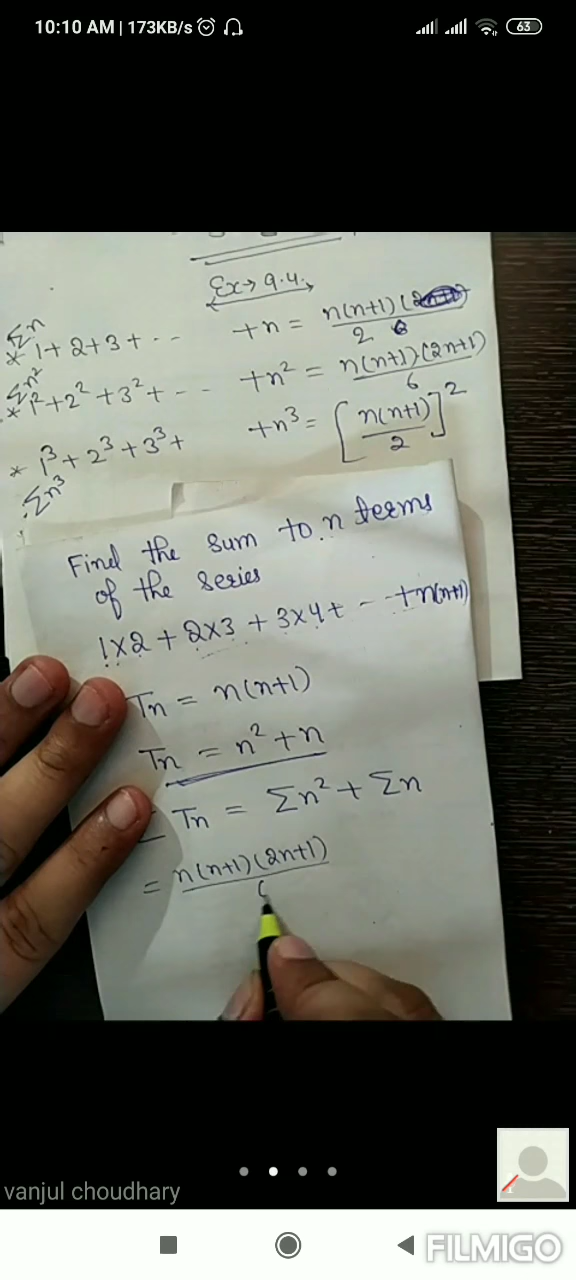 10:10 AM | 173KB/s
63
Ex→ 9.4.
Σn
* 1+2+3+ -- +n = n(n+1)/2
Σn²
* 1²+2²+3²+ -- +n² = n(n+1)(2n+1)/6
* 1³+2³+3³+ +n³ = [n(n+1)/2]²
Σn³
Find the sum to n terms
of the series
1×2 + 2×3 + 3×4+ -- +n(n+1)
Tn = n(n+1)
Tn = n²+n
Tn = Σn²+Σn
= n(n+1)(2n+1)
vanjul choudhary
FILMIGO